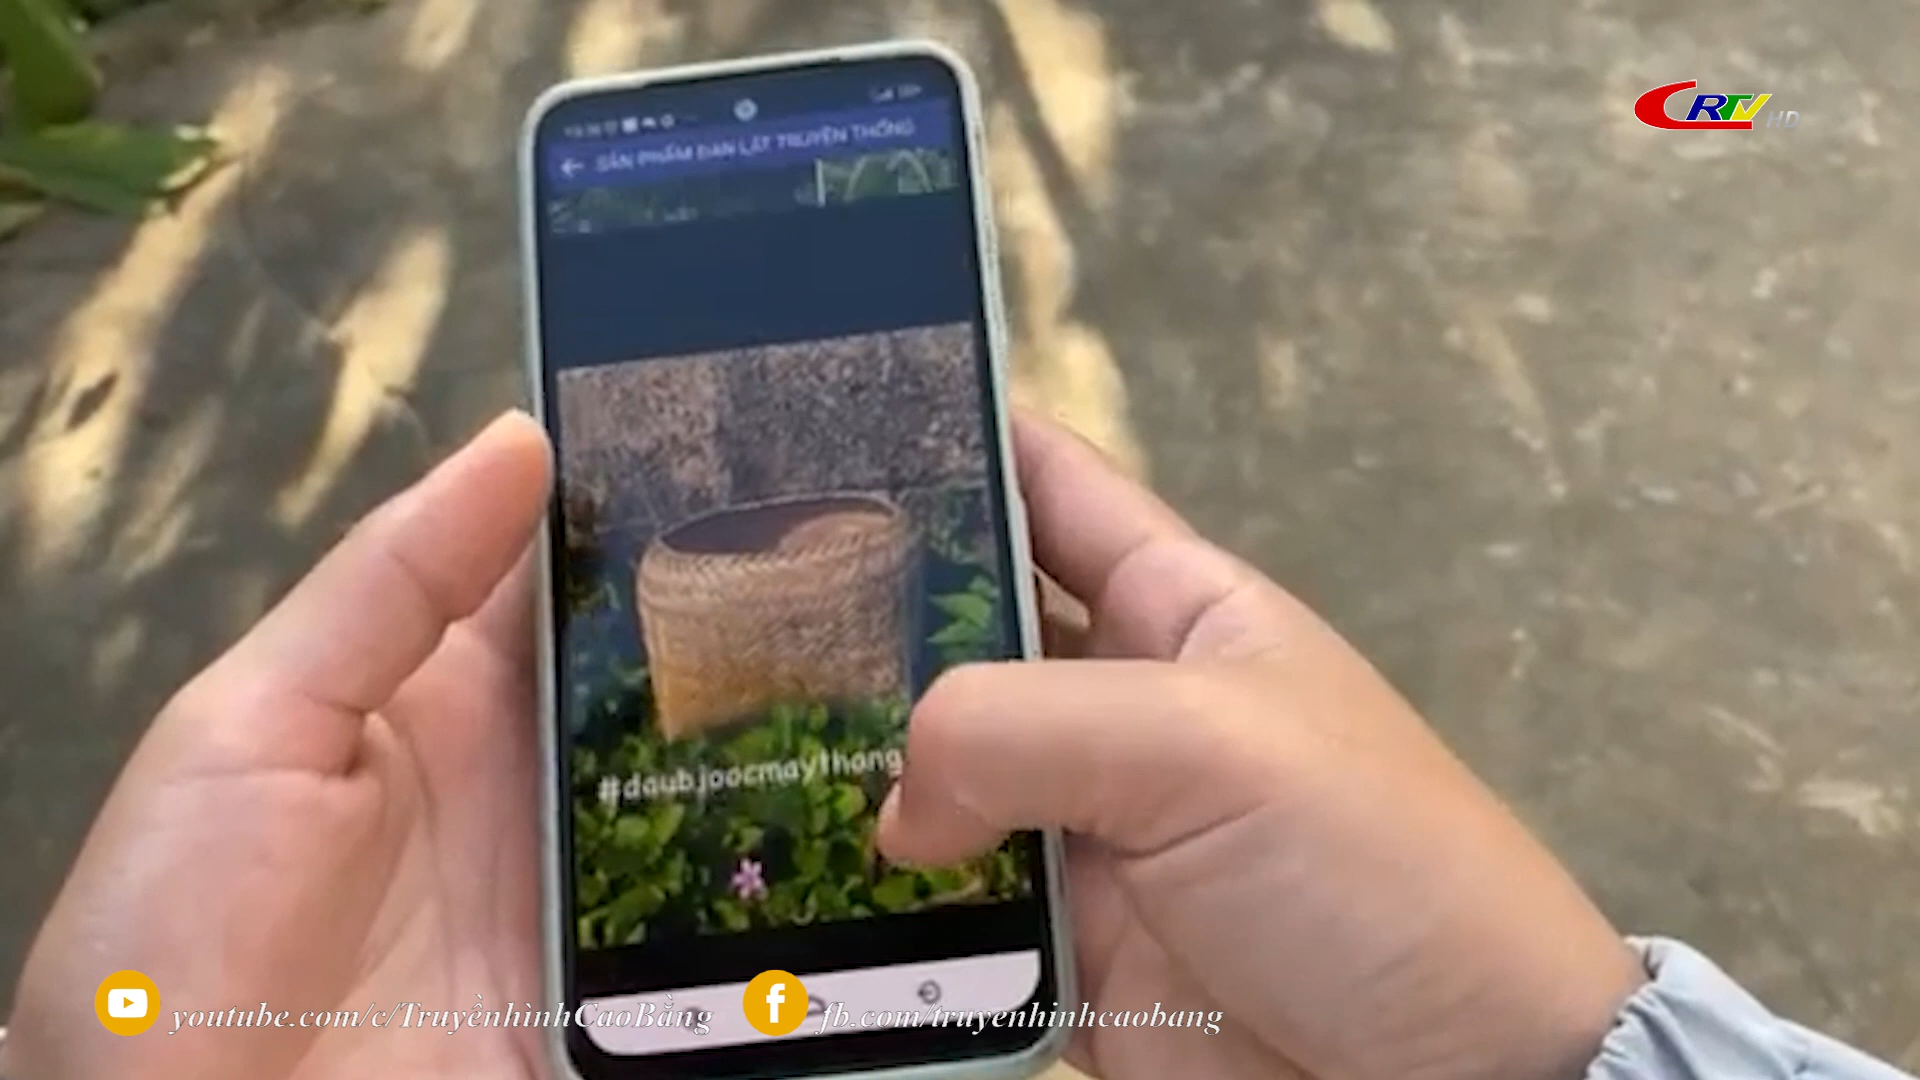 CRTV HD
SẢN PHẨM ĐAN LÁT TRUYỀN THỐNG
#daubjoocmaythong
youtube.com/c/TruyềnhìnhCaoBằng
fb.com/truyenhinhcaobang